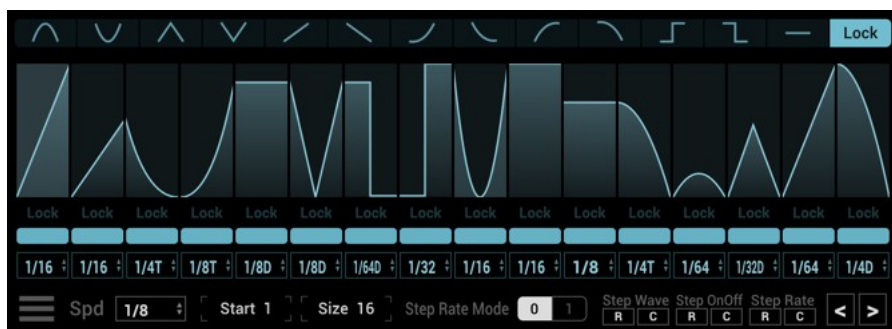 Lock
Lock Lock Lock Lock Lock Lock Lock Lock Lock Lock Lock Lock Lock Lock Lock Lock
1/16 1/16 1/4T 1/8T 1/8D 1/8D 1/64D 1/32 1/16 1/16 1/8 1/4T 1/64 1/32D 1/64 1/4D
Step Wave Step OnOff Step Rate
Spd 1/8 Start 1 Size 16 Step Rate Mode 0 1 R C R C R C < >